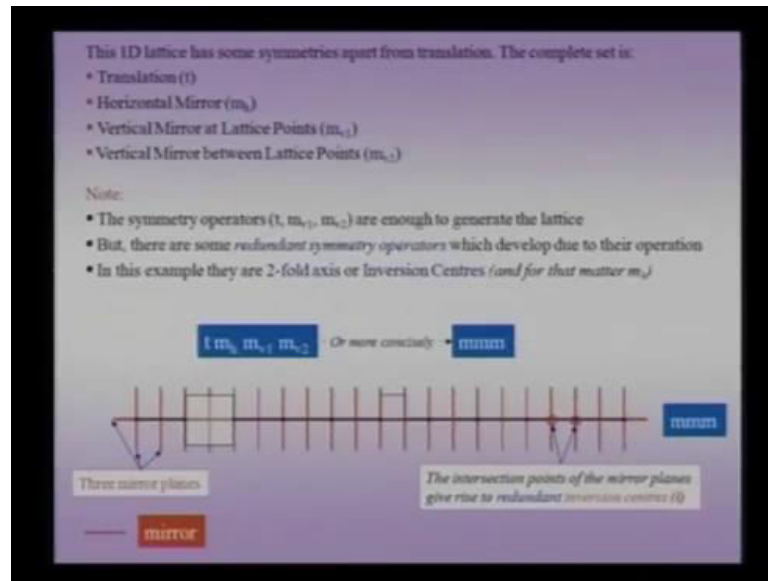 This 1D lattice has some symmetries apart from translation. The complete set is:
▪ Translation (t)
▪ Horizontal Mirror (mₕ)
▪ Vertical Mirror at Lattice Points (mᵥ₁)
▪ Vertical Mirror between Lattice Points (mᵥ₂)
Note:
▪ The symmetry operators (t, mᵥ₁, mᵥ₂) are enough to generate the lattice
▪ But, there are some redundant symmetry operators which develop due to their operation
▪ In this example they are 2-fold axis or Inversion Centres (and for that matter mₕ)
t mₕ mᵥ₁ mᵥ₂ Or more concisely mmm
mmm
Three mirror planes
The intersection points of the mirror planes
give rise to redundant inversion centres (i)
mirror